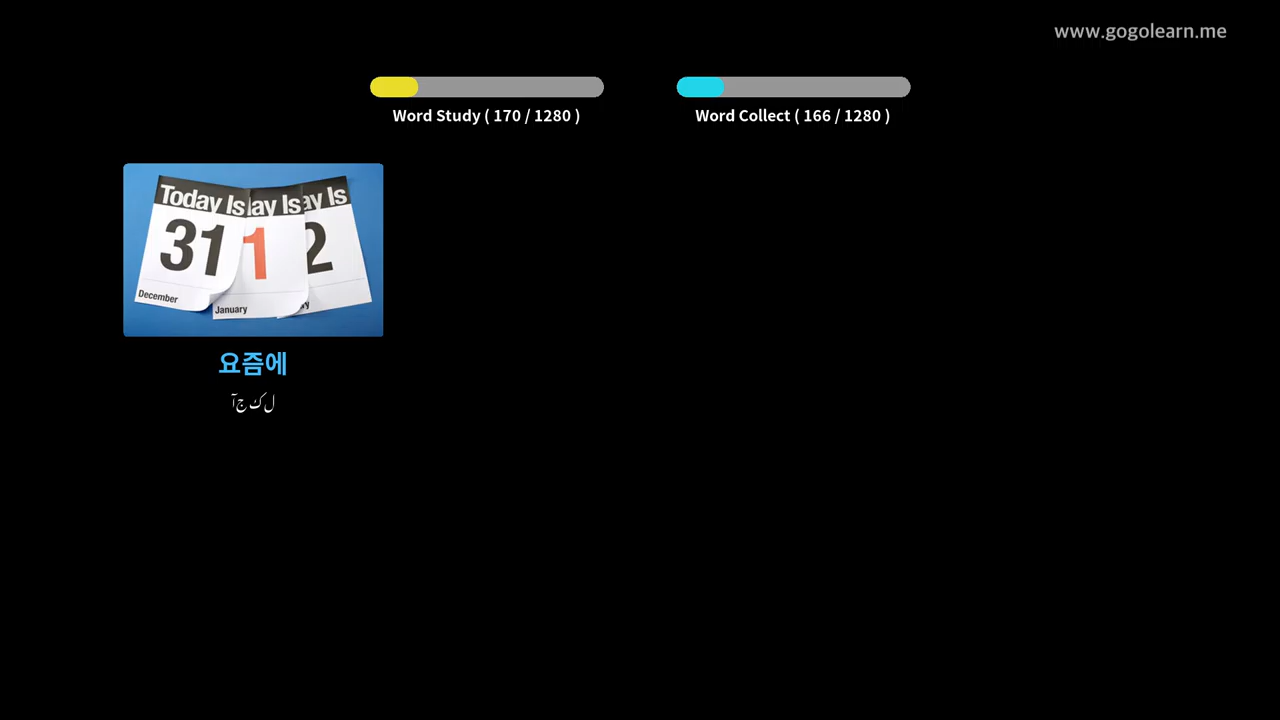 www.gogolearn.me
Word Study ( 170 / 1280 )
Word Collect ( 166 / 1280 )
Today Is
ay Is
ay Is
31
1
2
December
January
ry
요즘에
آج کل